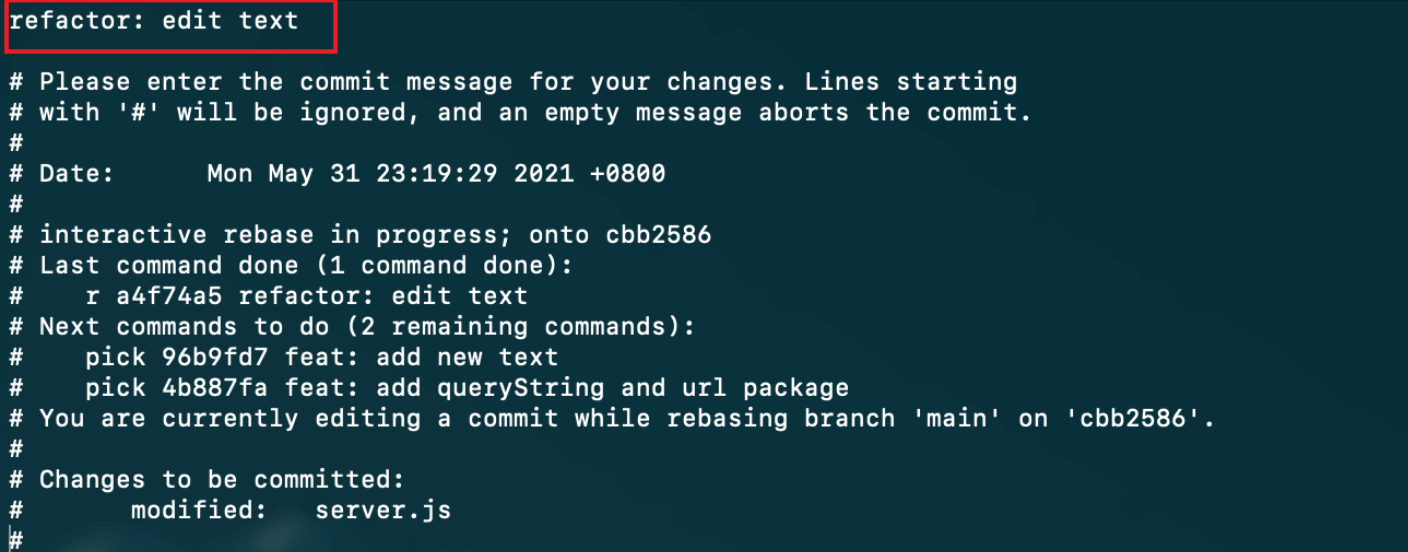 refactor: edit text
# Please enter the commit message for your changes. Lines starting
# with '#' will be ignored, and an empty message aborts the commit.
#
# Date:      Mon May 31 23:19:29 2021 +0800
#
# interactive rebase in progress; onto cbb2586
# Last command done (1 command done):
#    r a4f74a5 refactor: edit text
# Next commands to do (2 remaining commands):
#    pick 96b9fd7 feat: add new text
#    pick 4b887fa feat: add queryString and url package
# You are currently editing a commit while rebasing branch 'main' on 'cbb2586'.
#
# Changes to be committed:
#       modified:   server.js
#